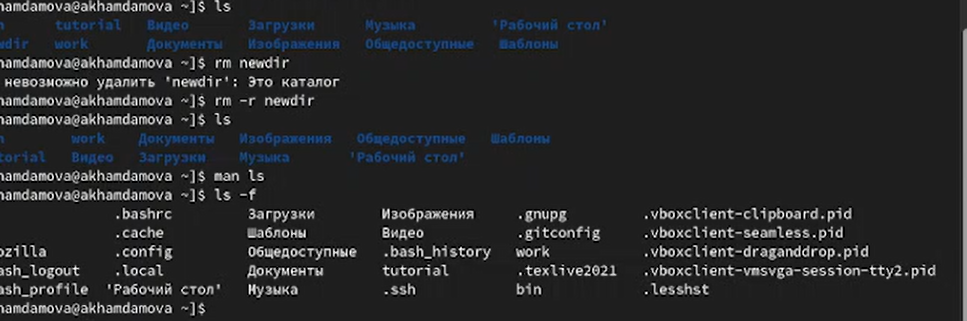 hamdamova@akhamdamova ~]$ ls
n tutorial Видео Загрузки Музыка 'Рабочий стол'
wdir work Документы Изображения Общедоступные Шаблоны
hamdamova@akhamdamova ~]$ rm newdir
невозможно удалить 'newdir': Это каталог
hamdamova@akhamdamova ~]$ rm -r newdir
hamdamova@akhamdamova ~]$ ls
n work Документы Изображения Общедоступные Шаблоны
torial Видео Загрузки Музыка 'Рабочий стол'
hamdamova@akhamdamova ~]$ man ls
hamdamova@akhamdamova ~]$ ls -f
.bashrc Загрузки Изображения .gnupg .vboxclient-clipboard.pid
.cache Шаблоны Видео .gitconfig .vboxclient-seamless.pid
ozilla .config Общедоступные .bash_history work .vboxclient-draganddrop.pid
ash_logout .local Документы tutorial .texlive2021 .vboxclient-vmsvga-session-tty2.pid
ash_profile 'Рабочий стол' Музыка .ssh bin .lesshst
hamdamova@akhamdamova ~]$